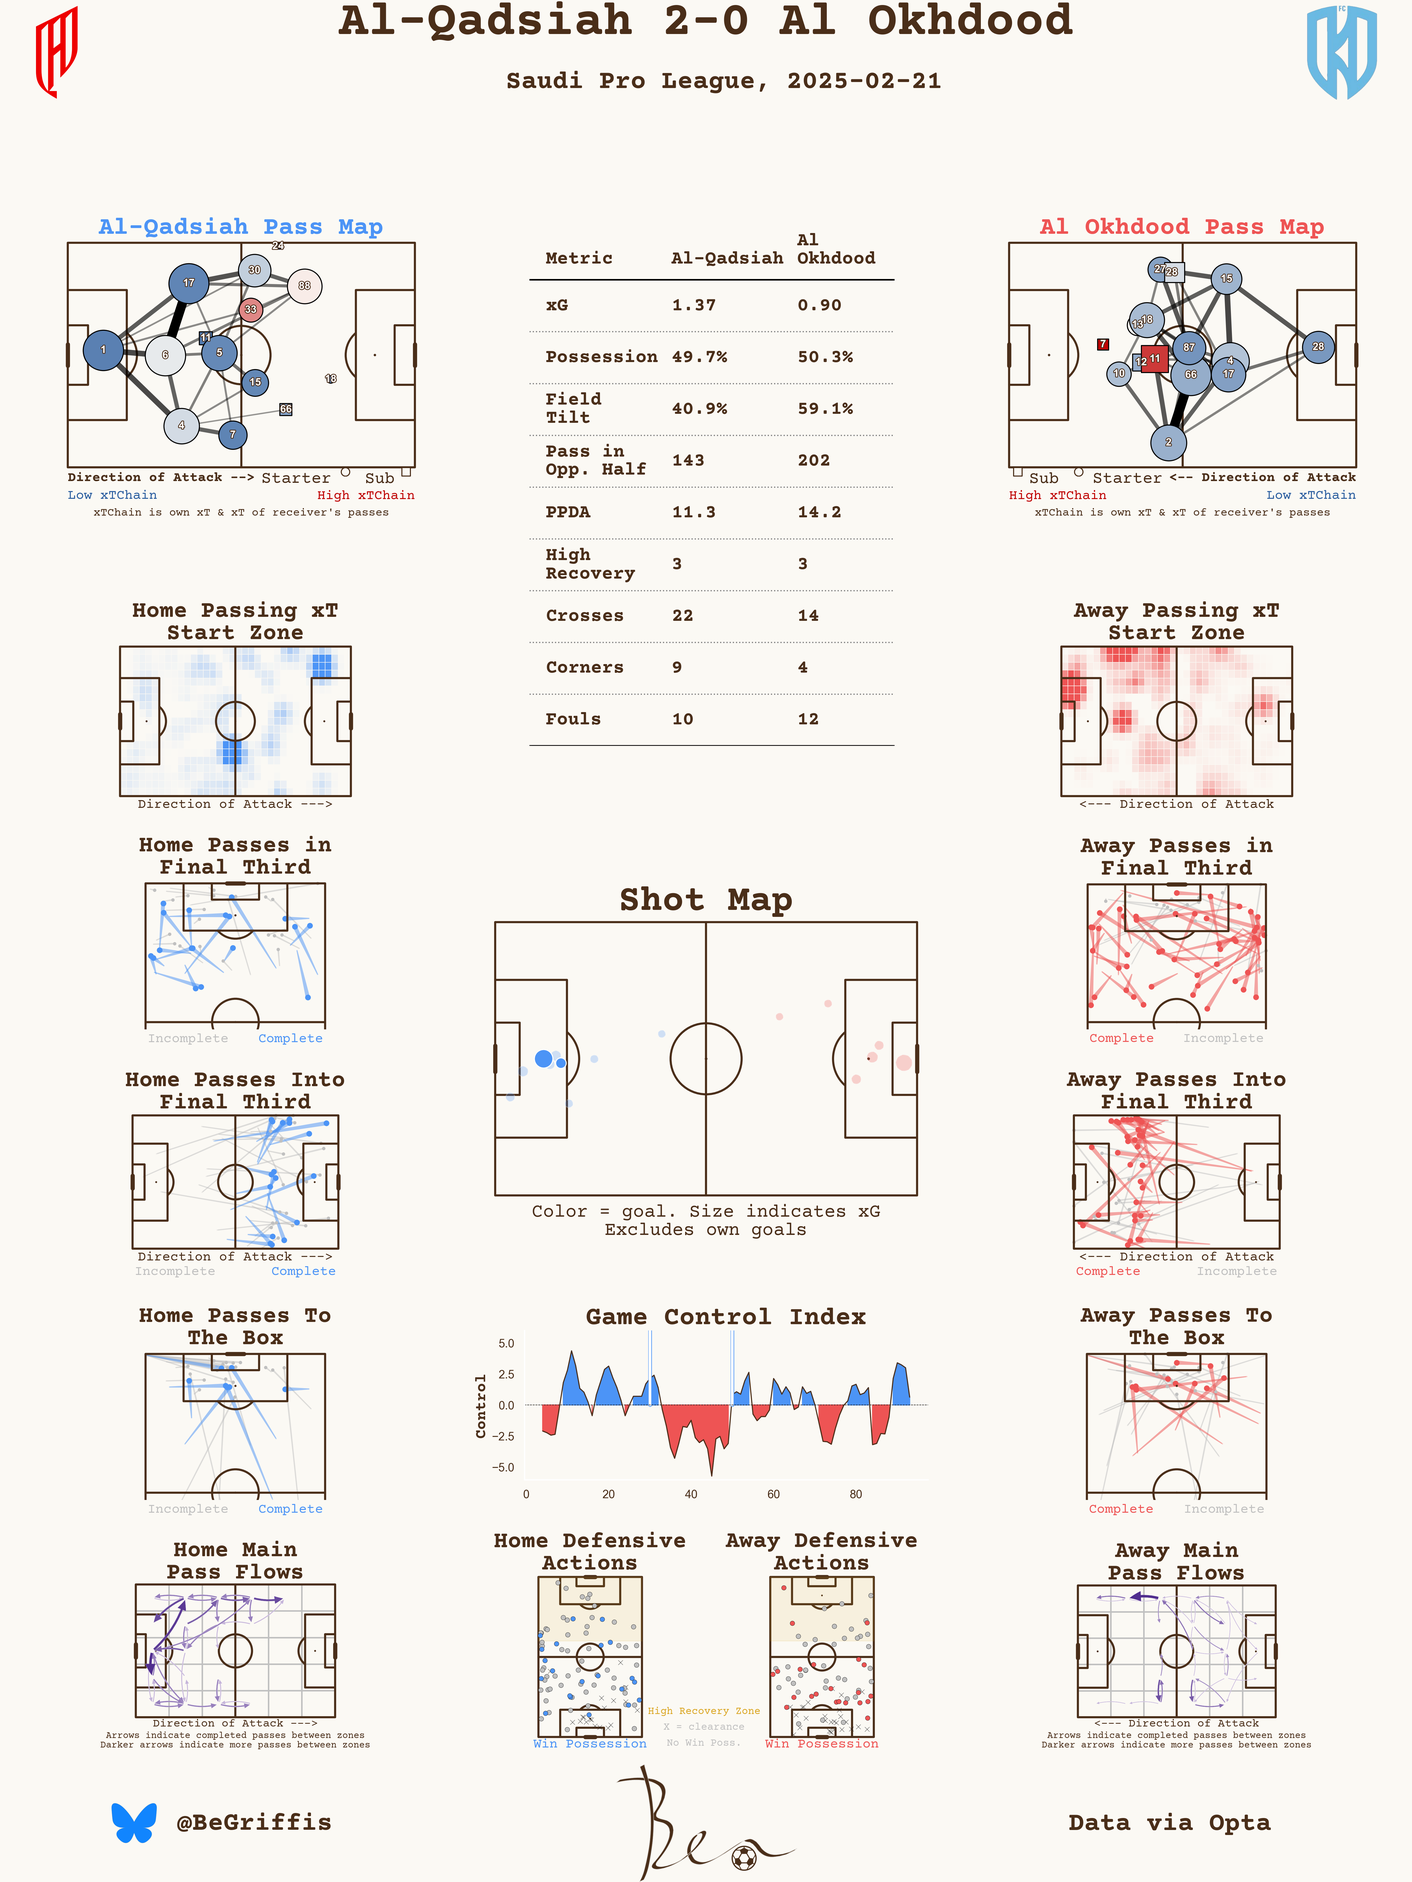 Al-Qadsiah 2-0 Al Okhdood
FC
Saudi Pro League, 2025-02-21
Al-Qadsiah Pass Map
24
30
17
88
33
11
1
6
5
15
18
66
4
7
Direction of Attack --> Starter Sub
Low xTChain High xTChain
xTChain is own xT & xT of receiver's passes
Metric Al-Qadsiah Al Okhdood
xG 1.37 0.90
Possession 49.7% 50.3%
Field Tilt 40.9% 59.1%
Pass in Opp. Half 143 202
PPDA 11.3 14.2
High Recovery 3 3
Crosses 22 14
Corners 9 4
Fouls 10 12
Al Okhdood Pass Map
27
28
15
18
13
7
87
28
12
11
4
10
66
17
2
Sub Starter <-- Direction of Attack
High xTChain Low xTChain
xTChain is own xT & xT of receiver's passes
Home Passing xT
Start Zone
Direction of Attack --->
Away Passing xT
Start Zone
<--- Direction of Attack
Home Passes in
Final Third
Incomplete Complete
Away Passes in
Final Third
Complete Incomplete
Shot Map
Color = goal. Size indicates xG
Excludes own goals
Home Passes Into
Final Third
Direction of Attack --->
Incomplete Complete
Away Passes Into
Final Third
<--- Direction of Attack
Complete Incomplete
Home Passes To
The Box
Incomplete Complete
Game Control Index
Control
5.0
2.5
0.0
−2.5
−5.0
0 20 40 60 80
Away Passes To
The Box
Complete Incomplete
Home Main
Pass Flows
Direction of Attack --->
Arrows indicate completed passes between zones
Darker arrows indicate more passes between zones
Home Defensive
Actions
Win Possession
Away Defensive
Actions
Win Possession
High Recovery Zone
X = clearance
No Win Poss.
Away Main
Pass Flows
<--- Direction of Attack
Arrows indicate completed passes between zones
Darker arrows indicate more passes between zones
@BeGriffis
Ben
Data via Opta